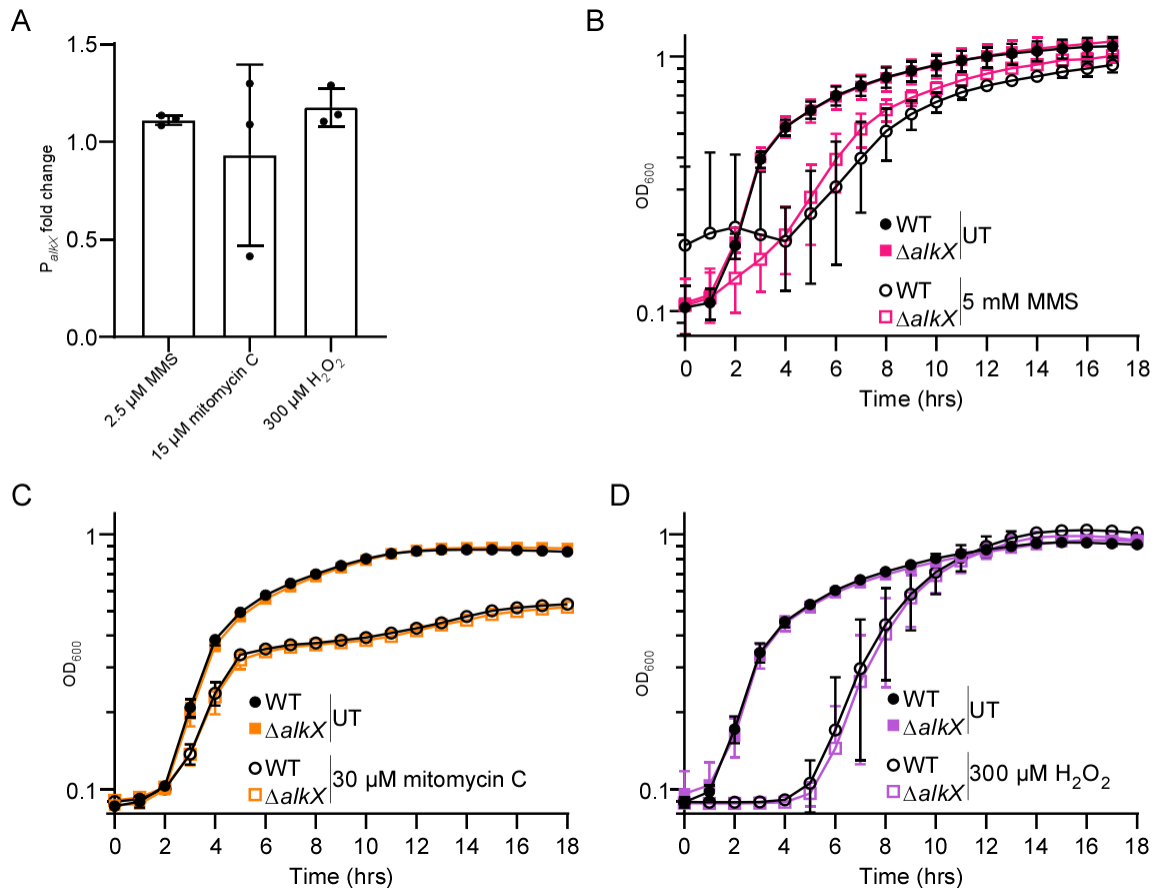 A
P_alkX fold change
1.5
1.0
0.5
0.0
2.5 µM MMS
15 µM mitomycin C
300 µM H₂O₂
B
OD₆₀₀
1
0.1
WT
ΔalkX
UT
WT
ΔalkX
5 mM MMS
0 2 4 6 8 10 12 14 16 18
Time (hrs)
C
OD₆₀₀
1
0.1
WT
ΔalkX
UT
WT
ΔalkX
30 µM mitomycin C
0 2 4 6 8 10 12 14 16 18
Time (hrs)
D
OD₆₀₀
1
0.1
WT
ΔalkX
UT
WT
ΔalkX
300 µM H₂O₂
0 2 4 6 8 10 12 14 16 18
Time (hrs)